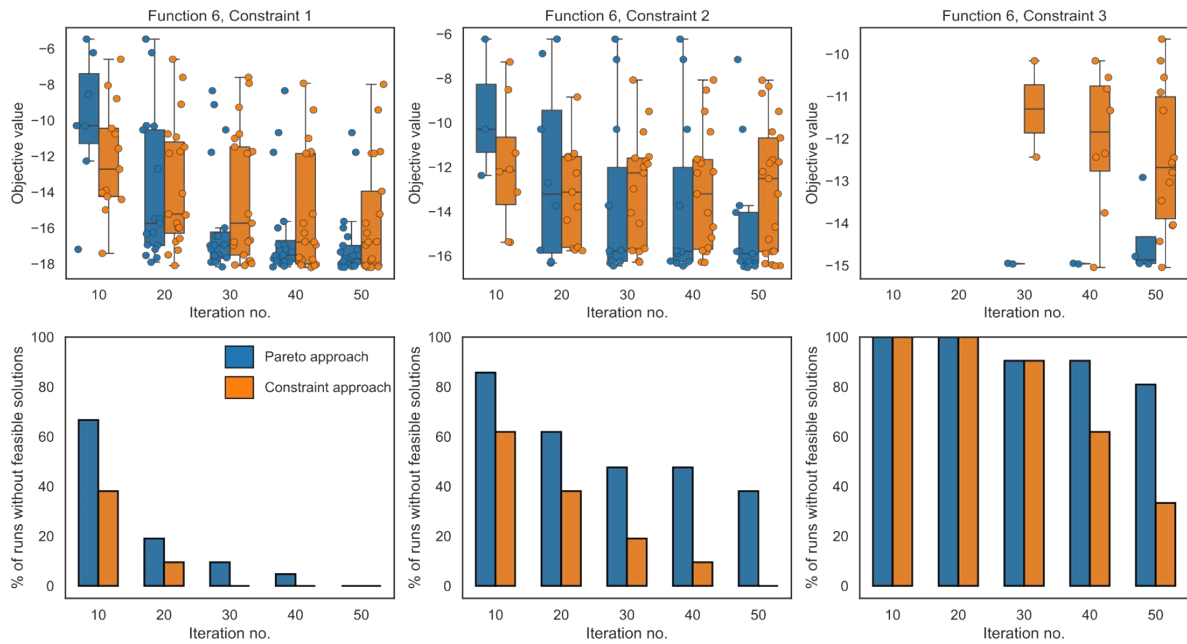 Function 6, Constraint 1
Function 6, Constraint 2
Function 6, Constraint 3
Objective value
−6
−8
−10
−12
−14
−16
−18
10 20 30 40 50
Iteration no.
Objective value
−6
−8
−10
−12
−14
−16
10 20 30 40 50
Iteration no.
Objective value
−10
−11
−12
−13
−14
−15
10 20 30 40 50
Iteration no.
% of runs without feasible solutions
100
80
60
40
20
0
Pareto approach
Constraint approach
10 20 30 40 50
Iteration no.
% of runs without feasible solutions
100
80
60
40
20
0
10 20 30 40 50
Iteration no.
% of runs without feasible solutions
100
80
60
40
20
0
10 20 30 40 50
Iteration no.